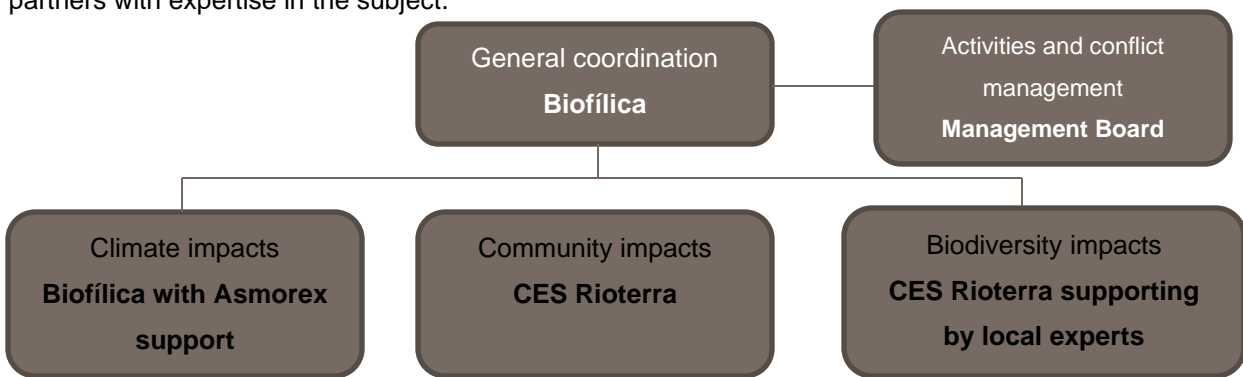 partners with expertise in the subject.
General coordination
Biofílica
Activities and conflict
management
Management Board
Climate impacts
Biofílica with Asmorex
support
Community impacts
CES Rioterra
Biodiversity impacts
CES Rioterra supporting
by local experts